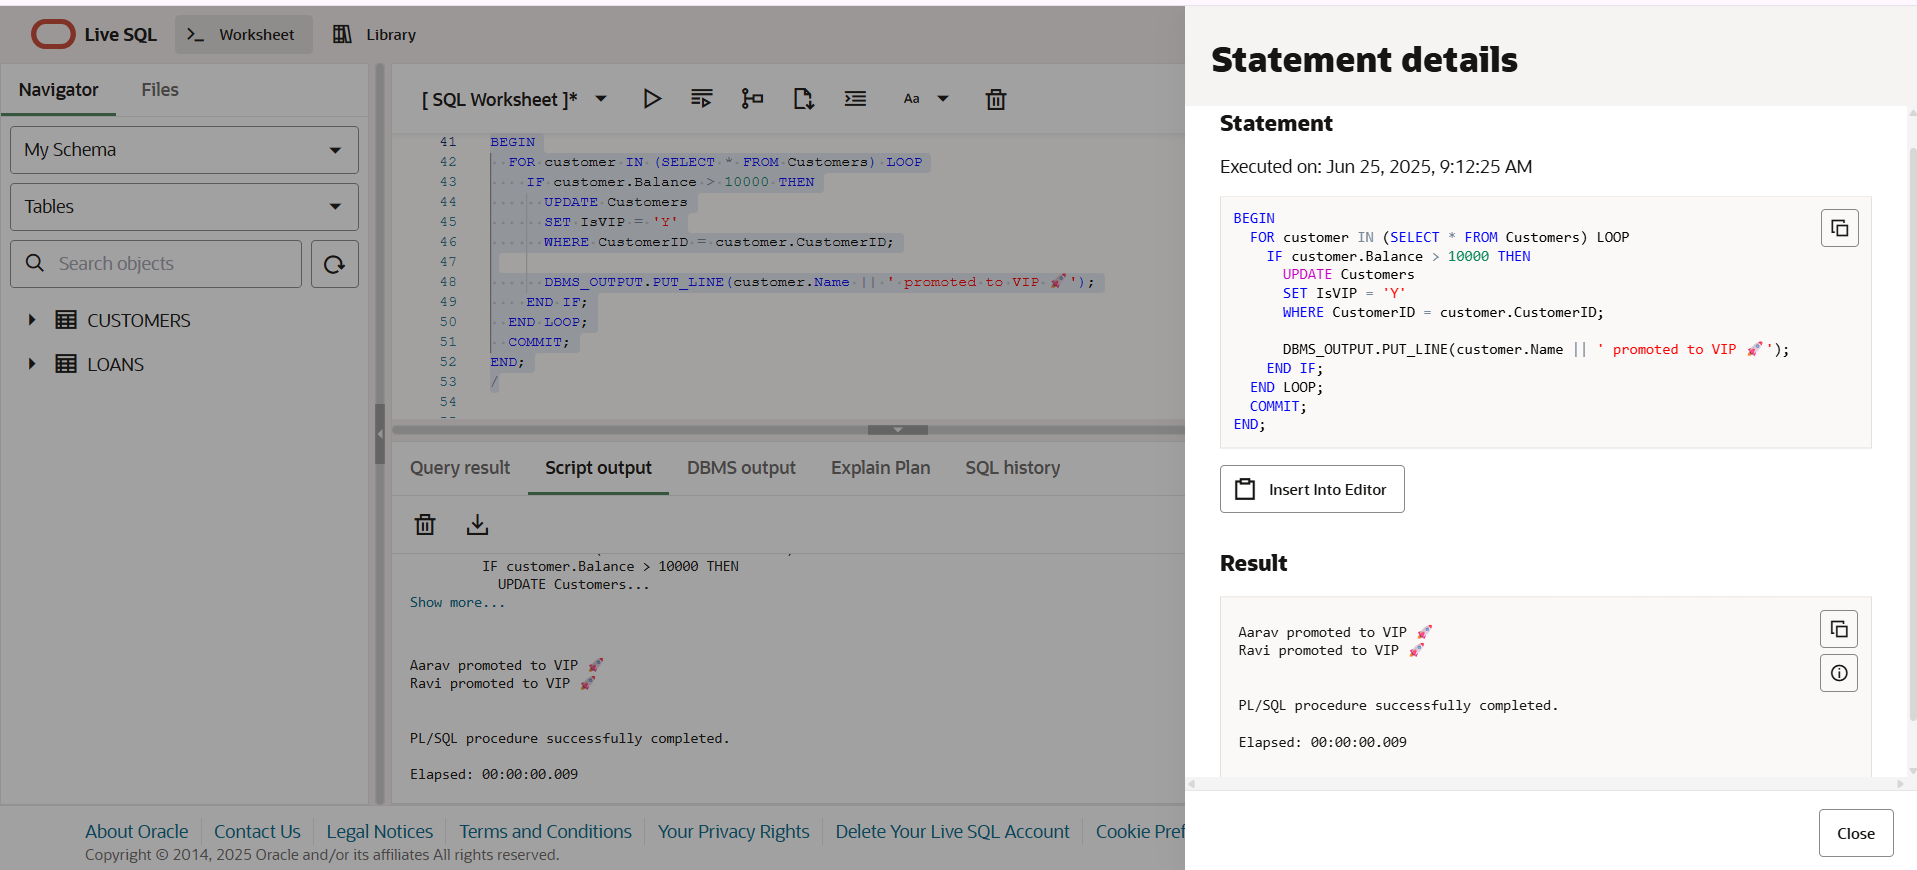 Live SQL
Worksheet
Library
Navigator
Files
My Schema
Tables
Search objects
CUSTOMERS
LOANS
[ SQL Worksheet ]*
Aa
41 BEGIN
42 FOR customer IN (SELECT * FROM Customers) LOOP
43 IF customer.Balance > 10000 THEN
44 UPDATE Customers
45 SET IsVIP = 'Y'
46 WHERE CustomerID = customer.CustomerID;
47
48 DBMS_OUTPUT.PUT_LINE(customer.Name || ' promoted to VIP 🚀');
49 END IF;
50 END LOOP;
51 COMMIT;
52 END;
53 /
54
Query result
Script output
DBMS output
Explain Plan
SQL history
IF customer.Balance > 10000 THEN
UPDATE Customers...
Show more...
Aarav promoted to VIP 🚀
Ravi promoted to VIP 🚀
PL/SQL procedure successfully completed.
Elapsed: 00:00:00.009
About Oracle
Contact Us
Legal Notices
Terms and Conditions
Your Privacy Rights
Delete Your Live SQL Account
Cookie Pref
Copyright © 2014, 2025 Oracle and/or its affiliates All rights reserved.
Statement details
Statement
Executed on: Jun 25, 2025, 9:12:25 AM
BEGIN
FOR customer IN (SELECT * FROM Customers) LOOP
IF customer.Balance > 10000 THEN
UPDATE Customers
SET IsVIP = 'Y'
WHERE CustomerID = customer.CustomerID;
DBMS_OUTPUT.PUT_LINE(customer.Name || ' promoted to VIP 🚀');
END IF;
END LOOP;
COMMIT;
END;
Insert Into Editor
Result
Aarav promoted to VIP 🚀
Ravi promoted to VIP 🚀
PL/SQL procedure successfully completed.
Elapsed: 00:00:00.009
Close